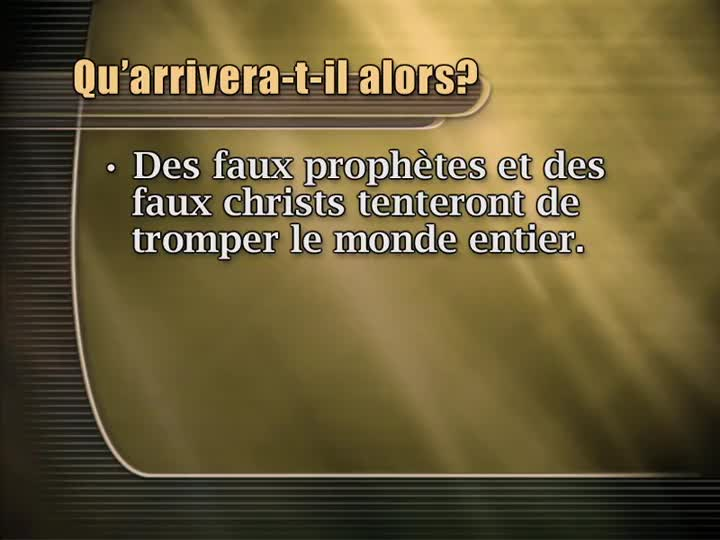 Qu’arrivera-t-il alors?
• Des faux prophètes et des
faux christs tenteront de
tromper le monde entier.